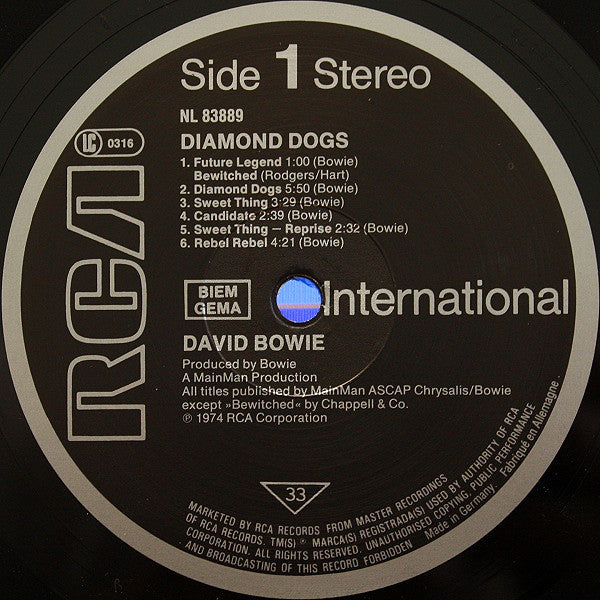 Side 1 Stereo
NL 83889
LC 0316
DIAMOND DOGS
1. Future Legend 1:00 (Bowie)
Bewitched (Rodgers/Hart)
2. Diamond Dogs 5:50 (Bowie)
3. Sweet Thing 3:29 (Bowie)
4. Candidate 2:39 (Bowie)
5. Sweet Thing – Reprise 2:32 (Bowie)
6. Rebel Rebel 4:21 (Bowie)
RCA
BIEM
GEMA
International
DAVID BOWIE
Produced by Bowie
A MainMan Production
All titles published by MainMan ASCAP Chrysalis/Bowie
except »Bewitched« by Chappell & Co.
℗ 1974 RCA Corporation
33
MARKETED BY RCA RECORDS FROM MASTER RECORDINGS
OF RCA RECORDS. TM(S) ® MARCA(S) REGISTRADA(S) USED BY AUTHORITY OF RCA
CORPORATION. ALL RIGHTS RESERVED. UNAUTHORISED COPYING, PUBLIC PERFORMANCE
AND BROADCASTING OF THIS RECORD FORBIDDEN
Made in Germany. Fabriqué en Allemagne.